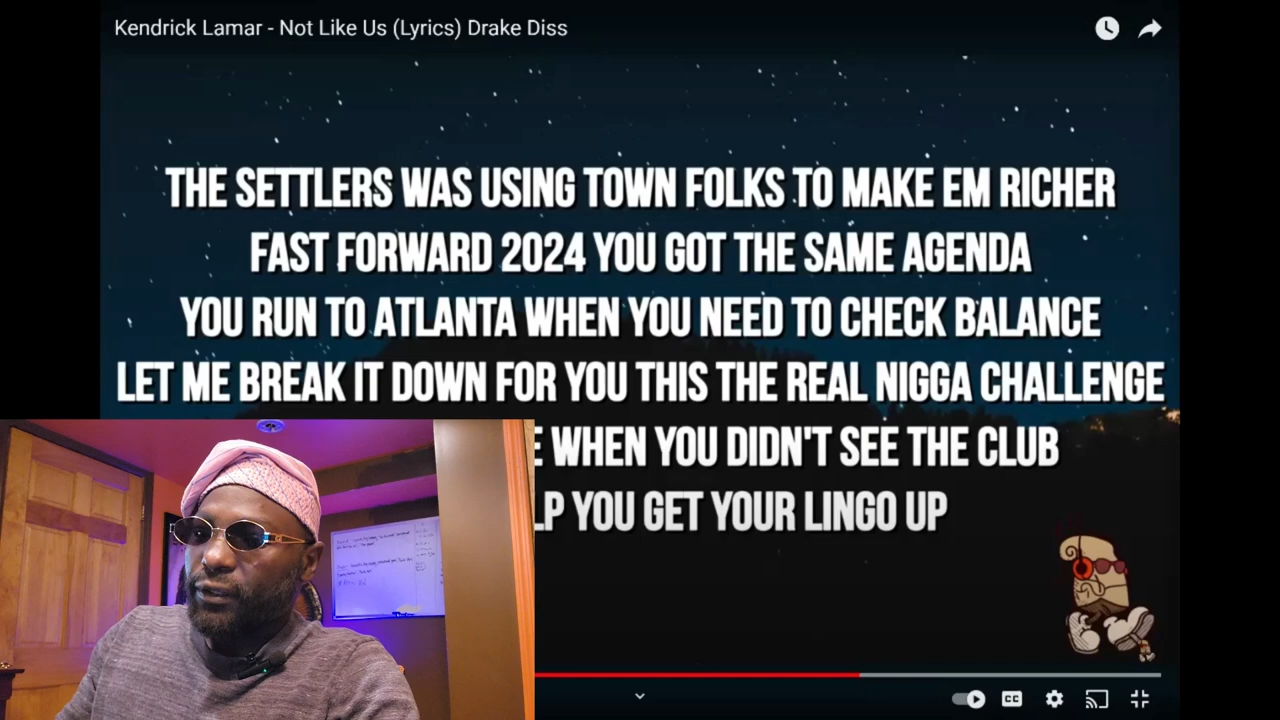 Kendrick Lamar - Not Like Us (Lyrics) Drake Diss
THE SETTLERS WAS USING TOWN FOLKS TO MAKE EM RICHER
FAST FORWARD 2024 YOU GOT THE SAME AGENDA
YOU RUN TO ATLANTA WHEN YOU NEED TO CHECK BALANCE
LET ME BREAK IT DOWN FOR YOU THIS THE REAL NIGGA CHALLENGE
E WHEN YOU DIDN'T SEE THE CLUB
LP YOU GET YOUR LINGO UP
CC